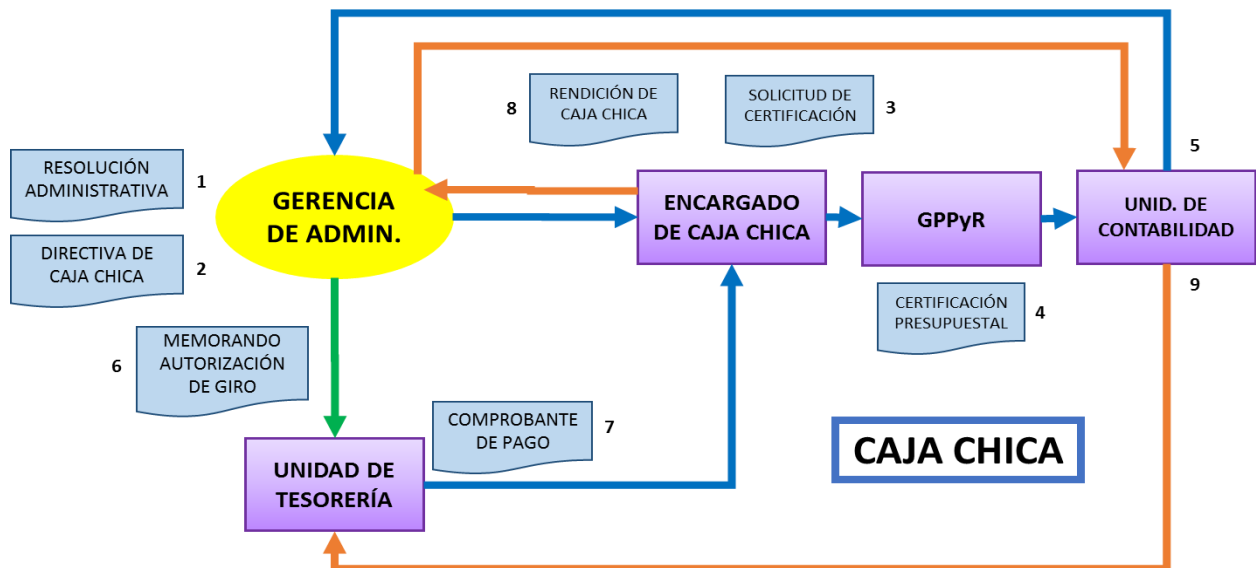 RENDICIÓN DE
CAJA CHICA
8
SOLICITUD DE
CERTIFICACIÓN
3
5
RESOLUCIÓN
ADMINISTRATIVA
1
DIRECTIVA DE
CAJA CHICA
2
GERENCIA
DE ADMIN.
ENCARGADO
DE CAJA CHICA
GPPyR
UNID. DE
CONTABILIDAD
9
CERTIFICACIÓN
PRESUPUESTAL
4
MEMORANDO
AUTORIZACIÓN
DE GIRO
6
COMPROBANTE
DE PAGO
7
UNIDAD DE
TESORERÍA
CAJA CHICA